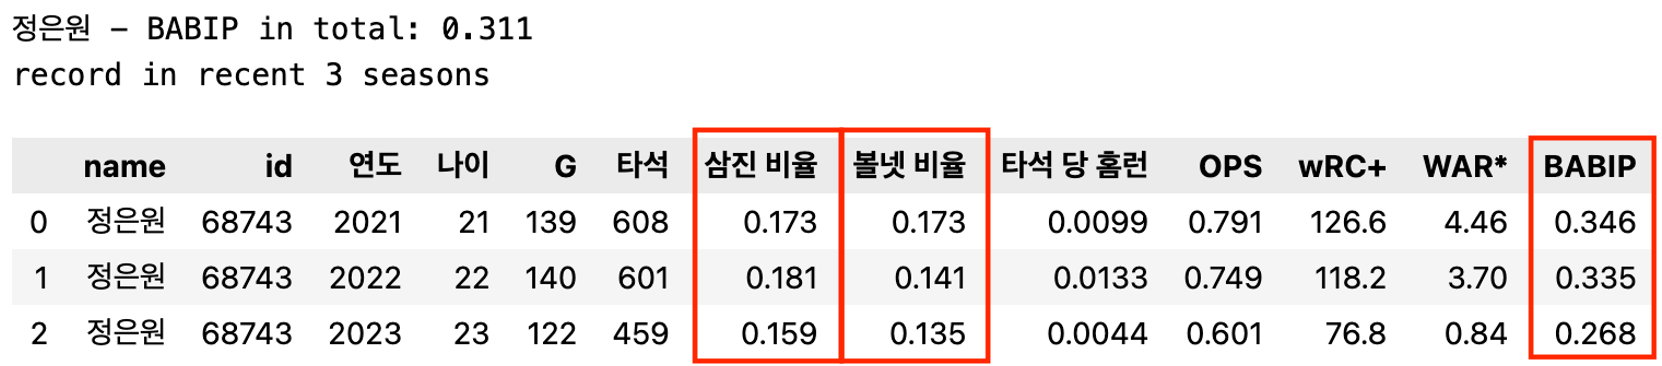 정은원 - BABIP in total: 0.311
record in recent 3 seasons
name id 연도 나이 G 타석 삼진 비율 볼넷 비율 타석 당 홈런 OPS wRC+ WAR* BABIP
0 정은원 68743 2021 21 139 608 0.173 0.173 0.0099 0.791 126.6 4.46 0.346
1 정은원 68743 2022 22 140 601 0.181 0.141 0.0133 0.749 118.2 3.70 0.335
2 정은원 68743 2023 23 122 459 0.159 0.135 0.0044 0.601 76.8 0.84 0.268